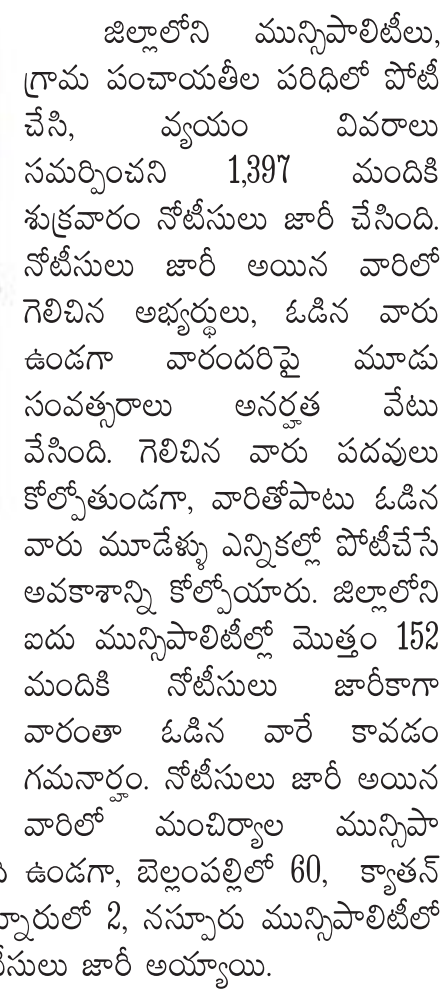 జిల్లాలోని మున్సిపాలిటీలు,
గ్రామ పంచాయతీల పరిధిలో పోటీ
చేసి, వ్యయం వివరాలు
సమర్పించని 1,397 మందికి
శుక్రవారం నోటీసులు జారీ చేసింది.
నోటీసులు జారీ అయిన వారిలో
గెలిచిన అభ్యర్థులు, ఓడిన వారు
ఉండగా వారందరిపై మూడు
సంవత్సరాలు అనర్హత వేటు
వేసింది. గెలిచిన వారు పదవులు
కోల్పోతుండగా, వారితోపాటు ఓడిన
వారు మూడేళ్ళు ఎన్నికల్లో పోటీచేసే
అవకాశాన్ని కోల్పోయారు. జిల్లాలోని
ఐదు మున్సిపాలిటీల్లో మొత్తం 152
మందికి నోటీసులు జారీకాగా
వారంతా ఓడిన వారే కావడం
గమనార్హం. నోటీసులు జారీ అయిన
వారిలో మంచిర్యాల మున్సిపా
ఉండగా, బెల్లంపల్లిలో 60, క్యాతన్
2, నస్పూరు మున్సిపాలిటీలో
జారీ అయ్యాయి.